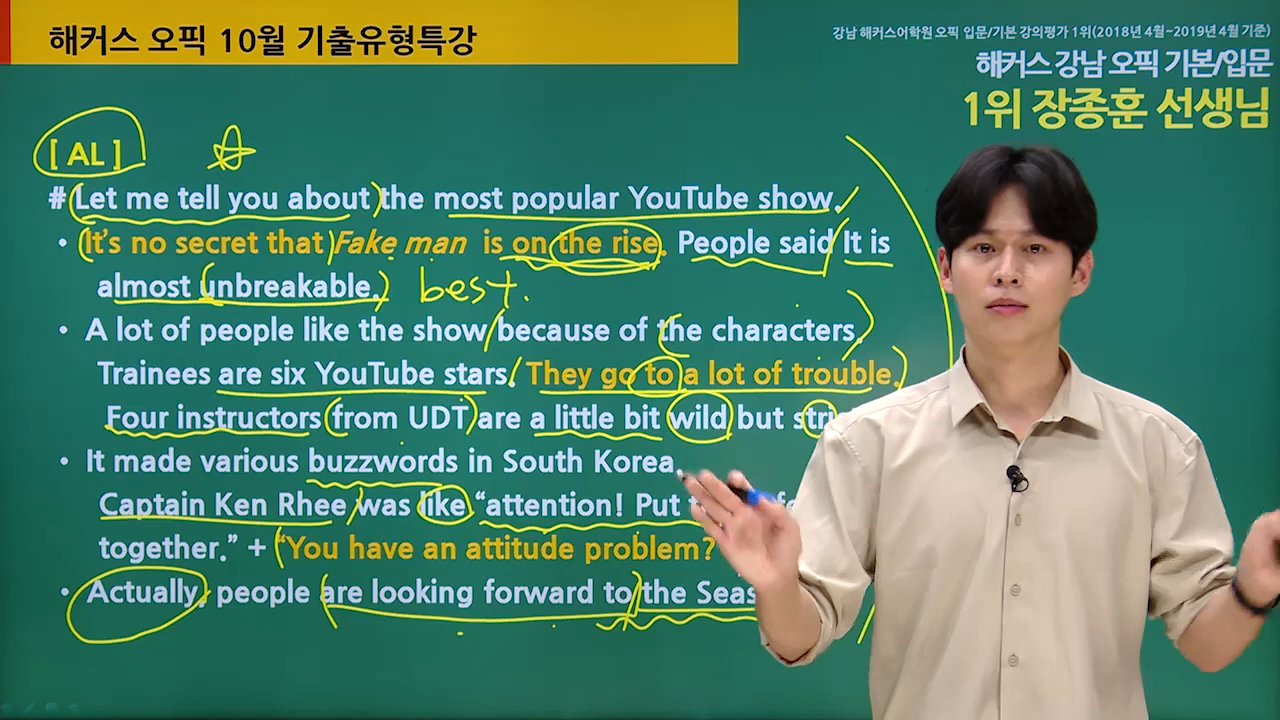 해커스 오픽 10월 기출유형특강
강남 해커스어학원 오픽 입문/기본 강의평가 1위(2018년 4월~2019년 4월 기준)
해커스 강남 오픽 기본/입문
1위 장종훈 선생님
[ AL ]
# Let me tell you about the most popular YouTube show.
• It's no secret that Fake man is on the rise. People said It is
almost unbreakable. best.
• A lot of people like the show because of the characters.
Trainees are six YouTube stars. They go to a lot of trouble.
Four instructors from UDT are a little bit wild but
• It made various buzzwords in South Korea.
Captain Ken Rhee was like “attention! Put
together.” + “You have an attitude problem?
• Actually, people are looking forward to the